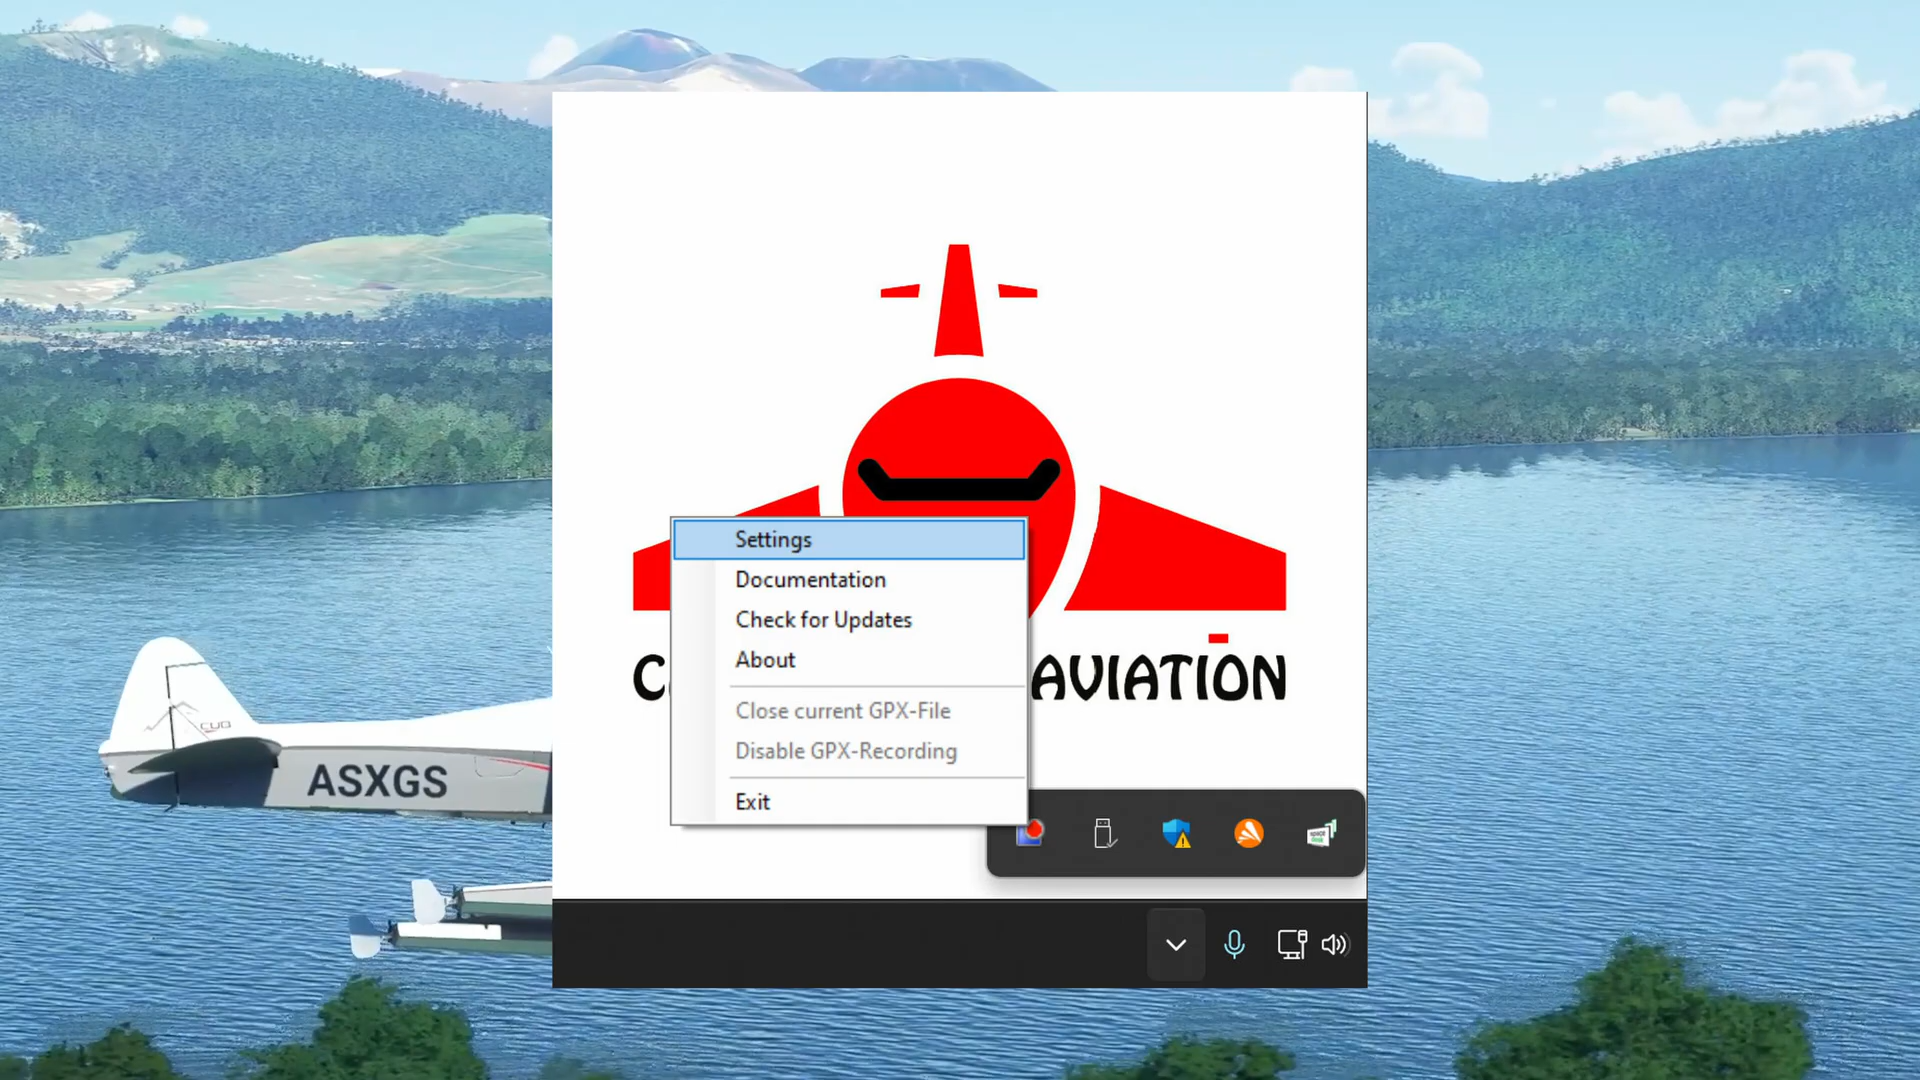 Settings
Documentation
Check for Updates
About
AVIATION
Close current GPX-File
Disable GPX-Recording
ASXGS
Exit